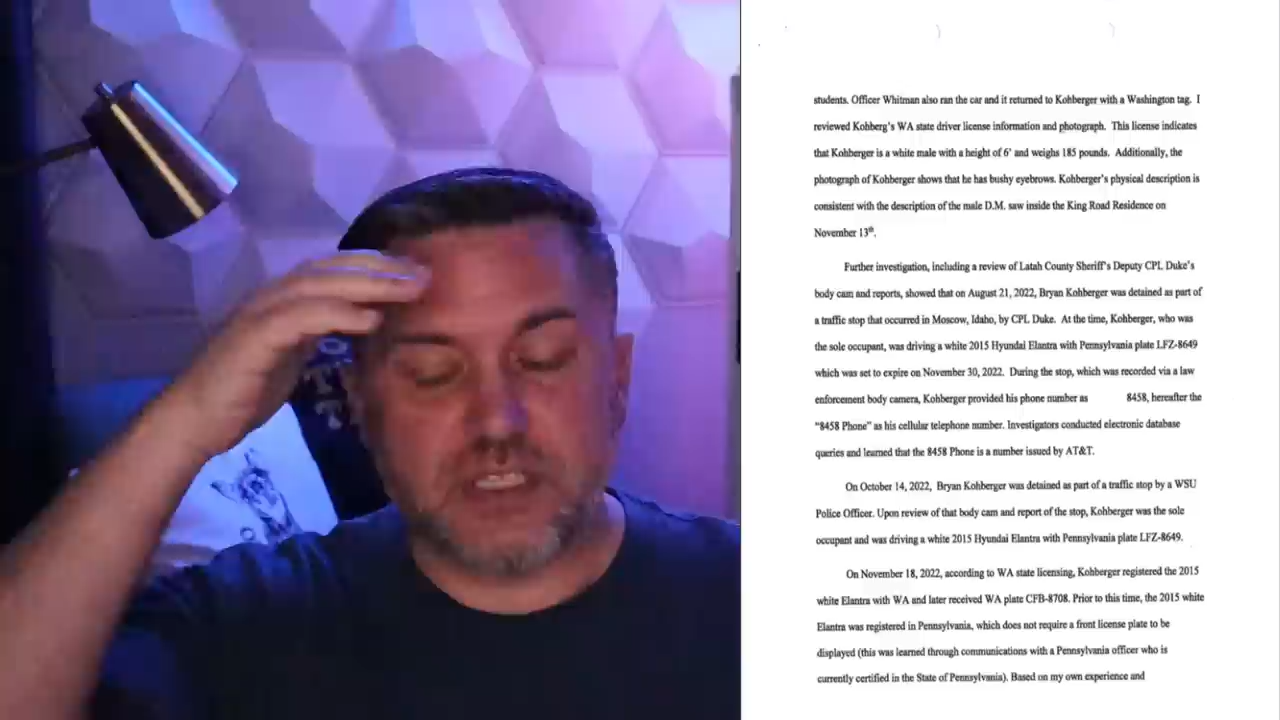 students. Officer Whitman also ran the car and it returned to Kohberger with a Washington tag. I
reviewed Kohberg's WA state driver license information and photograph. This license indicates
that Kohberger is a white male with a height of 6' and weighs 185 pounds. Additionally, the
photograph of Kohberger shows that he has bushy eyebrows. Kohberger's physical description is
consistent with the description of the male D.M. saw inside the King Road Residence on
November 13th.
Further investigation, including a review of Latah County Sheriff's Deputy CPL Duke's
body cam and reports, showed that on August 21, 2022, Bryan Kohberger was detained as part of
a traffic stop that occurred in Moscow, Idaho, by CPL Duke. At the time, Kohberger, who was
the sole occupant, was driving a white 2015 Hyundai Elantra with Pennsylvania plate LFZ-8649
which was set to expire on November 30, 2022. During the stop, which was recorded via a law
enforcement body camera, Kohberger provided his phone number as 8458, hereafter the
"8458 Phone" as his cellular telephone number. Investigators conducted electronic database
queries and learned that the 8458 Phone is a number issued by AT&T.
On October 14, 2022, Bryan Kohberger was detained as part of a traffic stop by a WSU
Police Officer. Upon review of that body cam and report of the stop, Kohberger was the sole
occupant and was driving a white 2015 Hyundai Elantra with Pennsylvania plate LFZ-8649.
On November 18, 2022, according to WA state licensing, Kohberger registered the 2015
white Elantra with WA and later received WA plate CFB-8708. Prior to this time, the 2015 white
Elantra was registered in Pennsylvania, which does not require a front license plate to be
displayed (this was learned through communications with a Pennsylvania officer who is
currently certified in the State of Pennsylvania). Based on my own experience and